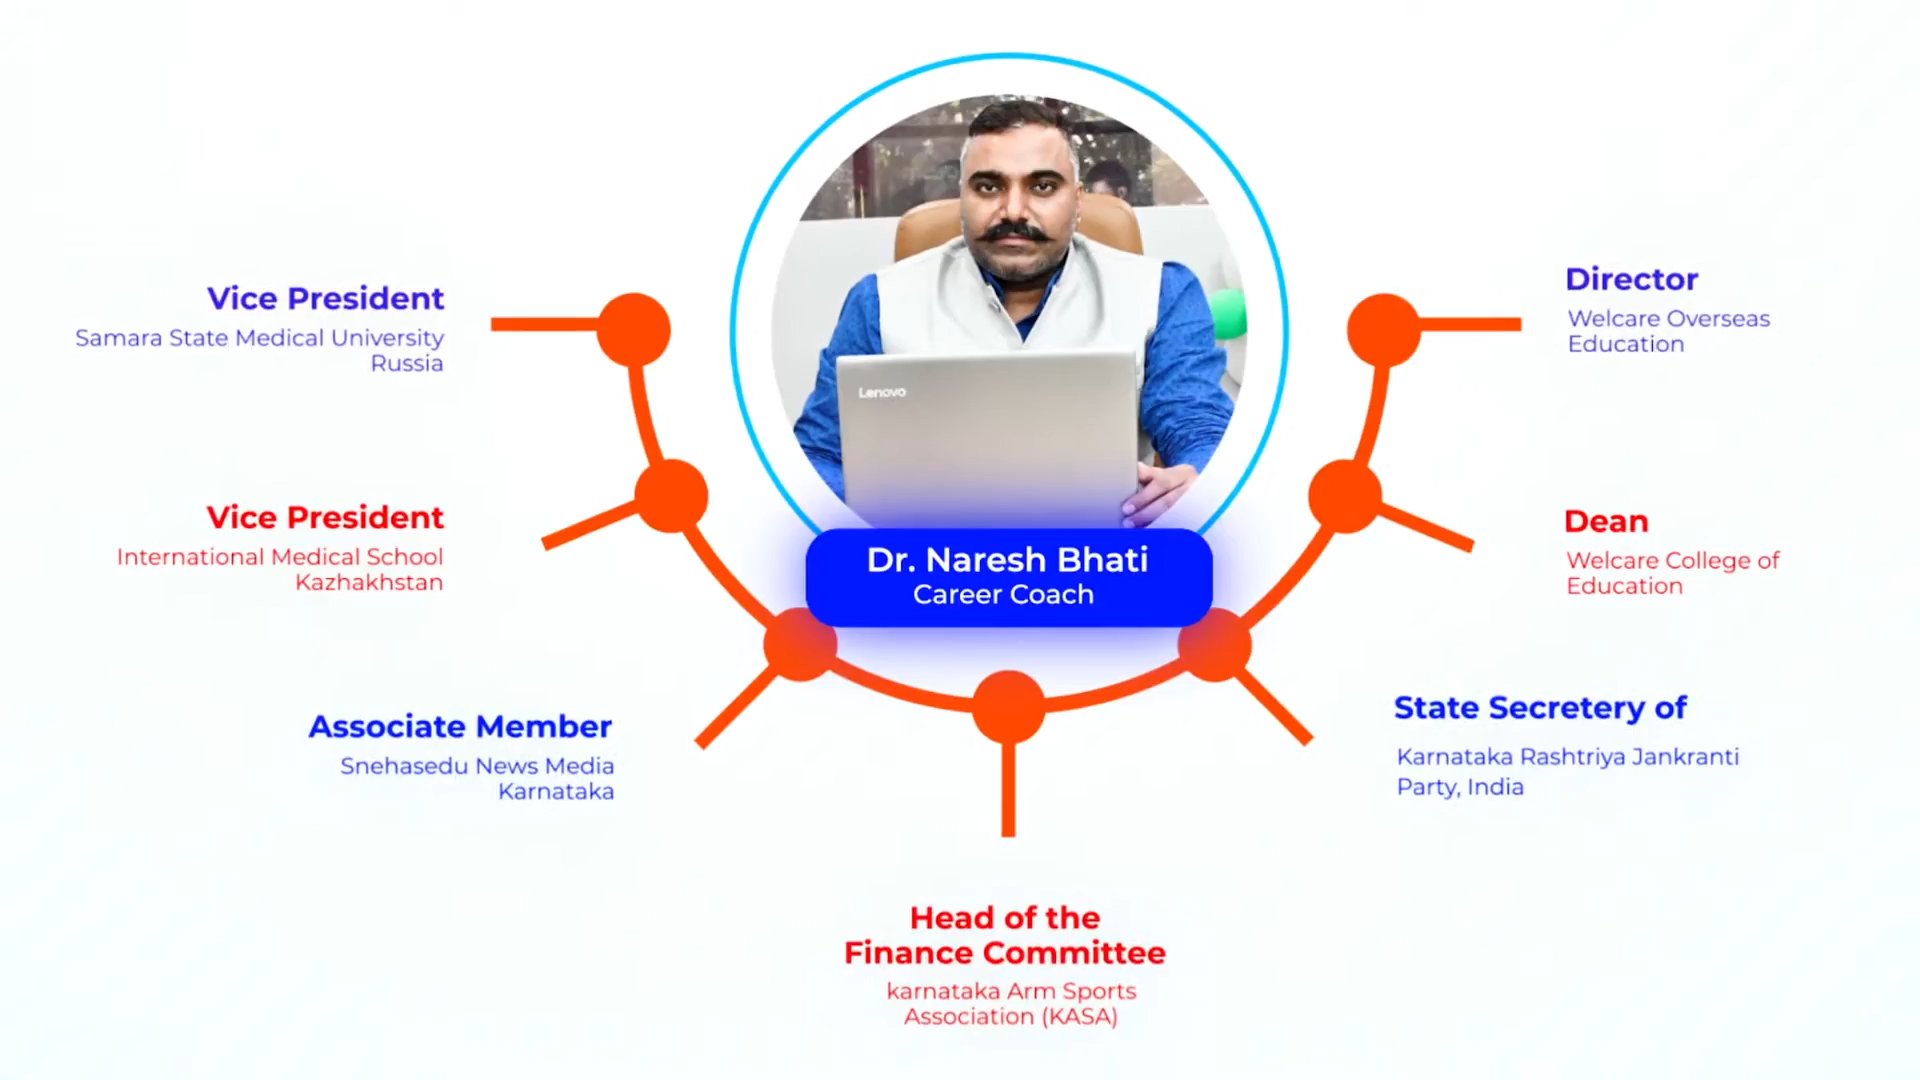 Lenovo
Dr. Naresh Bhati
Career Coach
Vice President
Samara State Medical University
Russia
Vice President
International Medical School
Kazhakhstan
Associate Member
Snehasedu News Media
Karnataka
Head of the
Finance Committee
karnataka Arm Sports
Association (KASA)
State Secretery of
Karnataka Rashtriya Jankranti
Party, India
Dean
Welcare College of
Education
Director
Welcare Overseas
Education